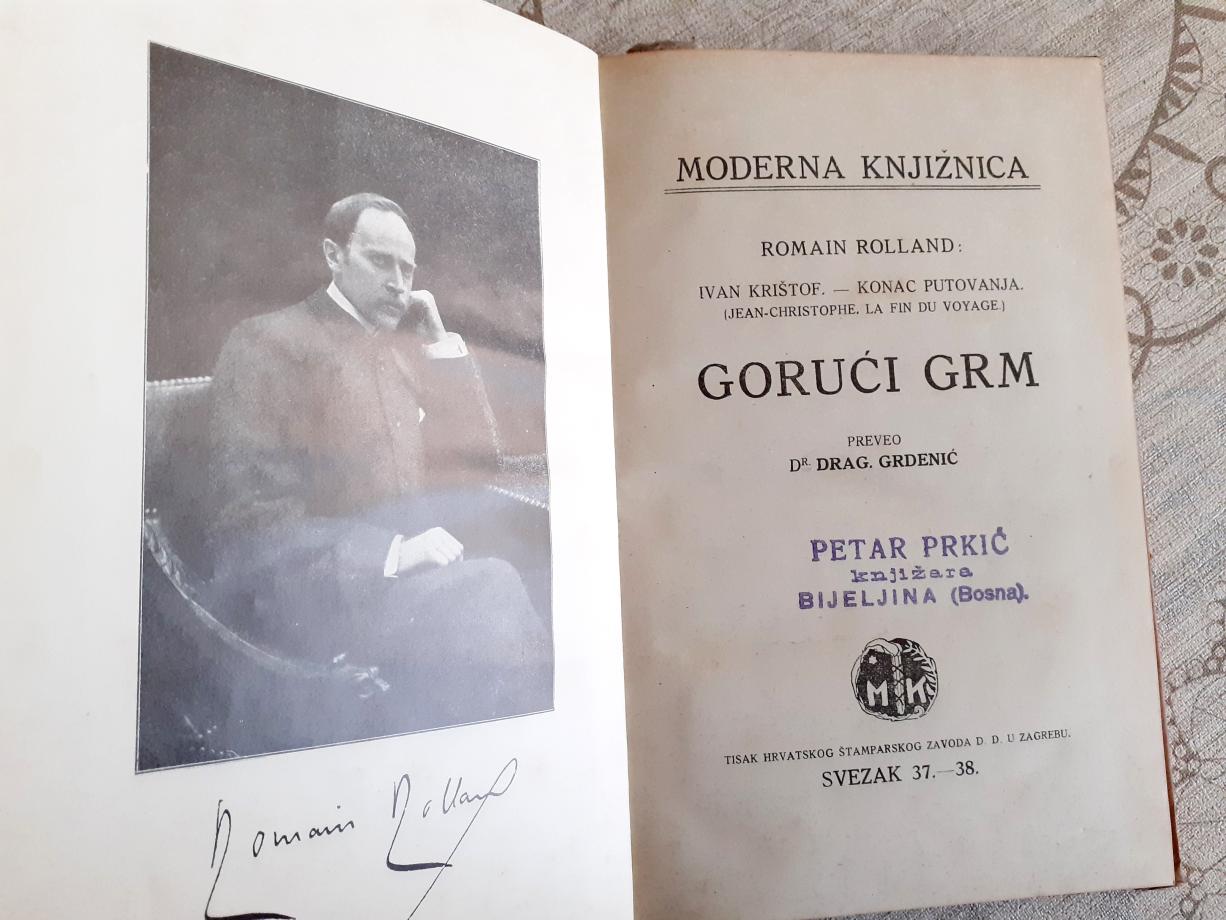 Romain Rolland
MODERNA KNJIŽNICA
ROMAIN ROLLAND:
IVAN KRIŠTOF. — KONAC PUTOVANJA.
(JEAN-CHRISTOPHE. LA FIN DU VOYAGE.)
GORUĆI GRM
PREVEO
DR. DRAG. GRDENIĆ
PETAR PRKIĆ
knjižara
BIJELJINA (Bosna).
M K
TISAK HRVATSKOG ŠTAMPARSKOG ZAVODA D. D. U ZAGREBU.
SVEZAK 37.—38.